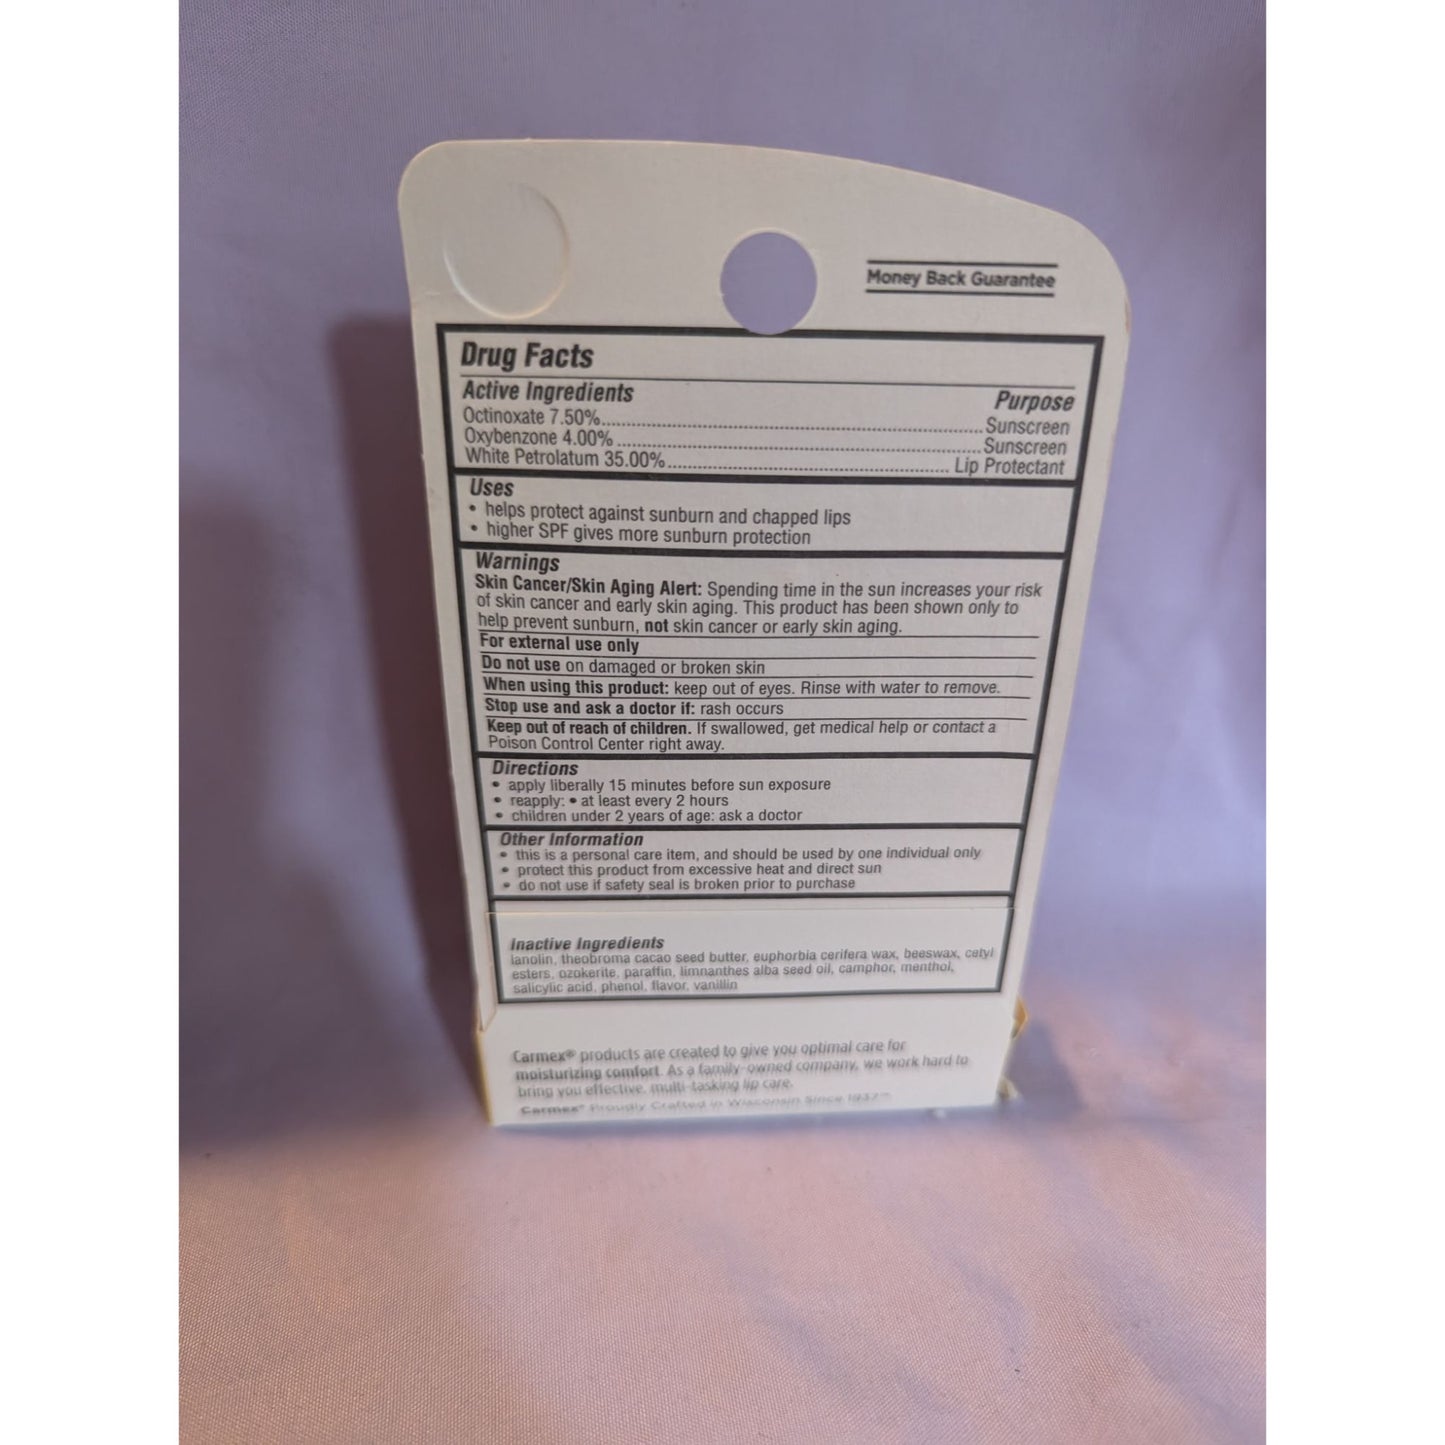 Money Back Guarantee
Drug Facts
Active Ingredients Purpose
Octinoxate 7.50%..................Sunscreen
Oxybenzone 4.00%..................Sunscreen
White Petrolatum 35.00%..................Lip Protectant
Uses
• helps protect against sunburn and chapped lips
• higher SPF gives more sunburn protection
Warnings
Skin Cancer/Skin Aging Alert: Spending time in the sun increases your risk
of skin cancer and early skin aging. This product has been shown only to
help prevent sunburn, not skin cancer or early skin aging.
For external use only
Do not use on damaged or broken skin
When using this product: keep out of eyes. Rinse with water to remove.
Stop use and ask a doctor if: rash occurs
Keep out of reach of children. If swallowed, get medical help or contact a
Poison Control Center right away.
Directions
• apply liberally 15 minutes before sun exposure
• reapply: • at least every 2 hours
• children under 2 years of age: ask a doctor
Other Information
• this is a personal care item, and should be used by one individual only
• protect this product from excessive heat and direct sun
• do not use if safety seal is broken prior to purchase
Inactive Ingredients
lanolin, theobroma cacao seed butter, euphorbia cerifera wax, beeswax, cetyl
esters, ozokerite, paraffin, limnanthes alba seed oil, camphor, menthol,
salicylic acid, phenol, flavor, vanillin
Carmex® products are created to give you optimal care for
moisturizing comfort. As a family-owned company, we work hard to
bring you effective, multi-tasking lip care.
Carmex® Proudly Crafted in Wisconsin Since 1937™